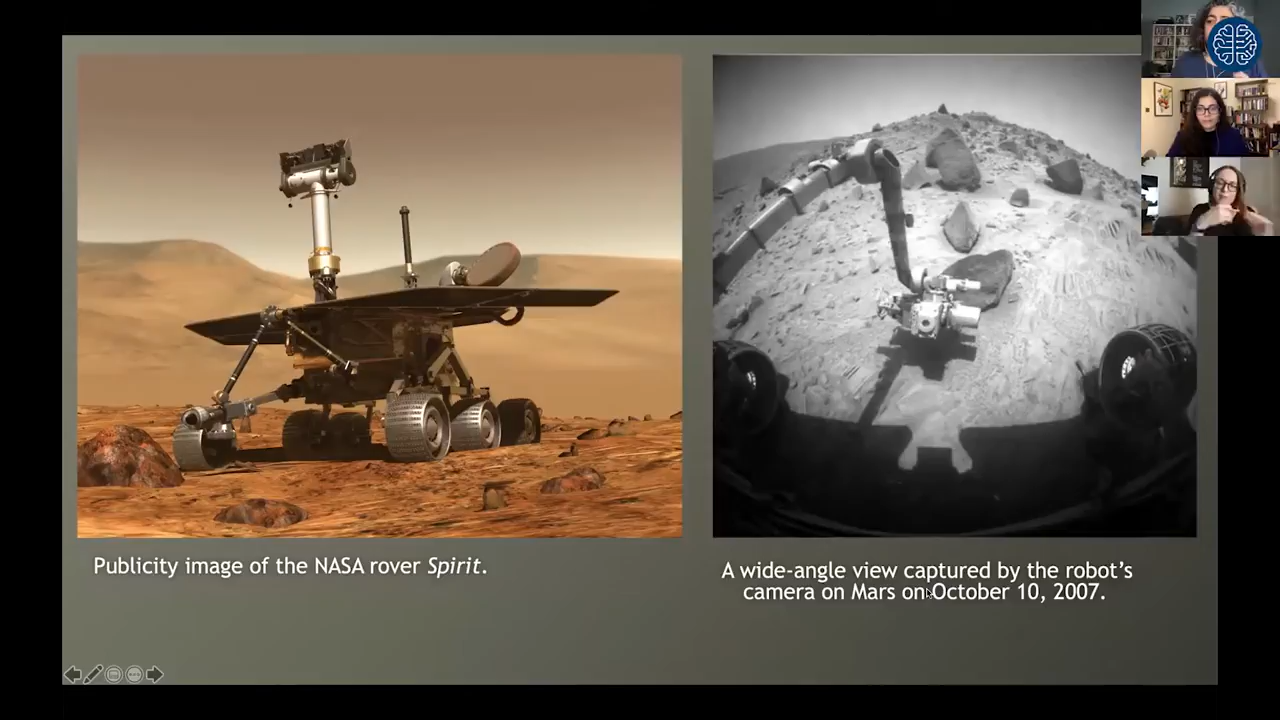 Publicity image of the NASA rover Spirit.
A wide-angle view captured by the robot's
camera on Mars on October 10, 2007.